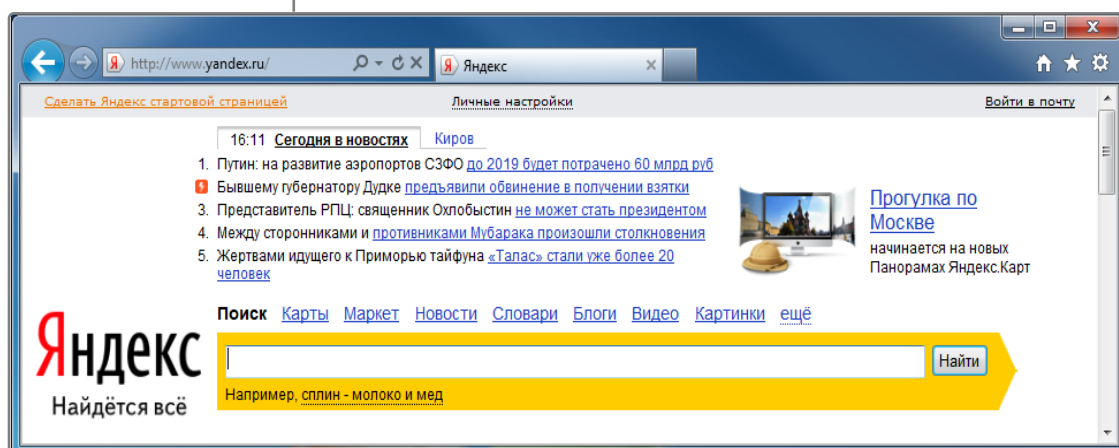 http://www.yandex.ru/
Яндекс
Сделать Яндекс стартовой страницей
Личные настройки
Войти в почту
16:11 Сегодня в новостях Киров
1. Путин: на развитие аэропортов СЗФО до 2019 будет потрачено 60 млрд руб
Бывшему губернатору Дудке предъявили обвинение в получении взятки
3. Представитель РПЦ: священник Охлобыстин не может стать президентом
4. Между сторонниками и противниками Мубарака произошли столкновения
5. Жертвами идущего к Приморью тайфуна «Талас» стали уже более 20
человек
Прогулка по
Москве
начинается на новых
Панорамах Яндекс.Карт
Поиск Карты Маркет Новости Словари Блоги Видео Картинки ещё
Яндекс
Найдётся всё
Найти
Например, сплин - молоко и мед